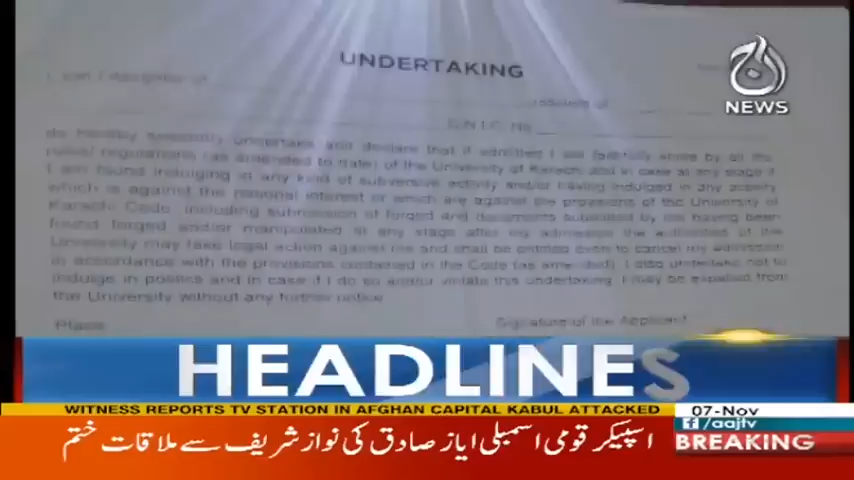 UNDERTAKING
NEWS
C.N.I.C. No.
do hereby solemnly undertake and declare that if admitted I will faithfully abide by all the
rules/ regulations (as amended to date) of the University of Karachi and in case at any stage if
I am found indulging in any kind of subversive activity and/or having indulged in any activity
which is against the national interest or which are against the provisions of the University of
Karachi Code, including submission of forged and documents submitted by me having been
found forged and/or manipulated at any stage after my admission the authorities of the
University may take legal action against me and shall be entitled even to cancel my admission
in accordance with the provisions contained in the Code (as amended). I also undertake not to
indulge in politics and in case if I do so and/or violate this undertaking, I may be expelled from
the University without any further notice
Place
Signature of the Applicant
HEADLINES
WITNESS REPORTS TV STATION IN AFGHAN CAPITAL KABUL ATTACKED
07-Nov
/aajtv
BREAKING
اسپیکر قومی اسمبلی ایاز صادق کی نواز شریف سے ملاقات ختم